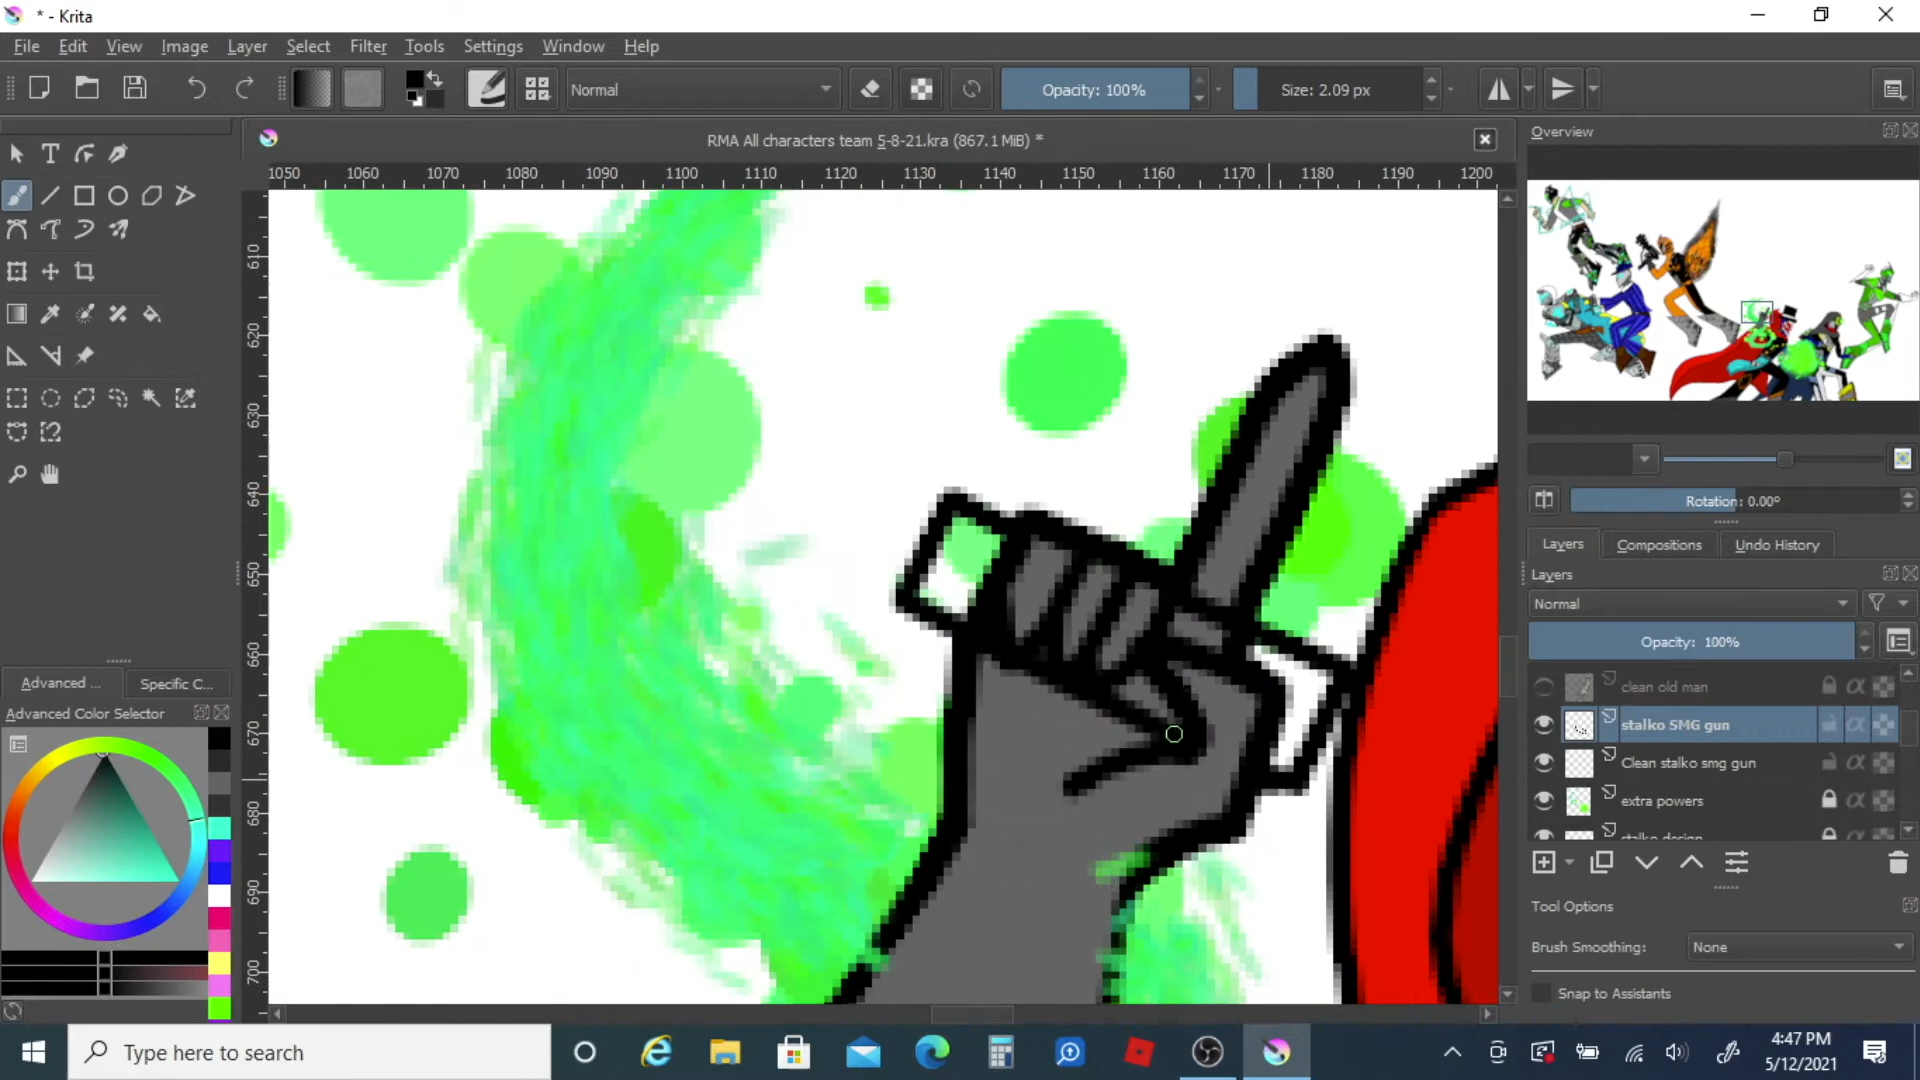 * - Krita
File Edit View Image Layer Select Filter Tools Settings Window Help
Normal Opacity: 100% Size: 2.09 px
RMA All characters team 5-8-21.kra (867.1 MiB) *
Overview
1050 1060 1070 1080 1090 1100 1110 1120 1130 1140 1150 1160 1170 1180 1190 1200
610
620
630
640
650
660
670
680
690
700
Rotation: 0.00°
Layers Compositions Undo History
Layers
Normal
Opacity: 100%
clean old man
stalko SMG gun
Clean stalko smg gun
extra powers
stalko design
Advanced ... Specific C...
Advanced Color Selector
Tool Options
Brush Smoothing: None
Snap to Assistants
Type here to search
4:47 PM
5/12/2021